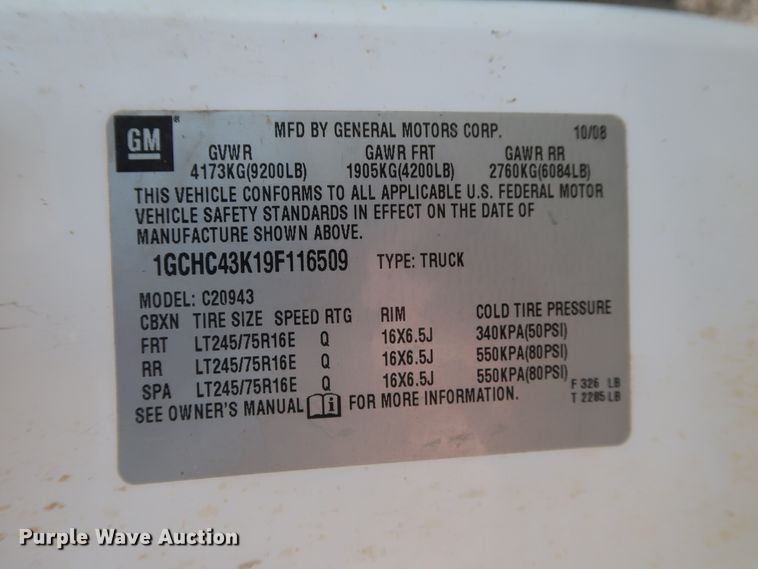 GM ®
MFD BY GENERAL MOTORS CORP. 10/08
GVWR GAWR FRT GAWR RR
4173KG(9200LB) 1905KG(4200LB) 2760KG(6084LB)
THIS VEHICLE CONFORMS TO ALL APPLICABLE U.S. FEDERAL MOTOR
VEHICLE SAFETY STANDARDS IN EFFECT ON THE DATE OF
MANUFACTURE SHOWN ABOVE.
1GCHC43K19F116509 TYPE: TRUCK
MODEL: C20943
CBXN TIRE SIZE SPEED RTG RIM COLD TIRE PRESSURE
FRT LT245/75R16E Q 16X6.5J 340KPA(50PSI)
RR LT245/75R16E Q 16X6.5J 550KPA(80PSI)
SPA LT245/75R16E Q 16X6.5J 550KPA(80PSI)
F 326 LB
T 2285 LB
SEE OWNER'S MANUAL i FOR MORE INFORMATION.
Purple Wave Auction